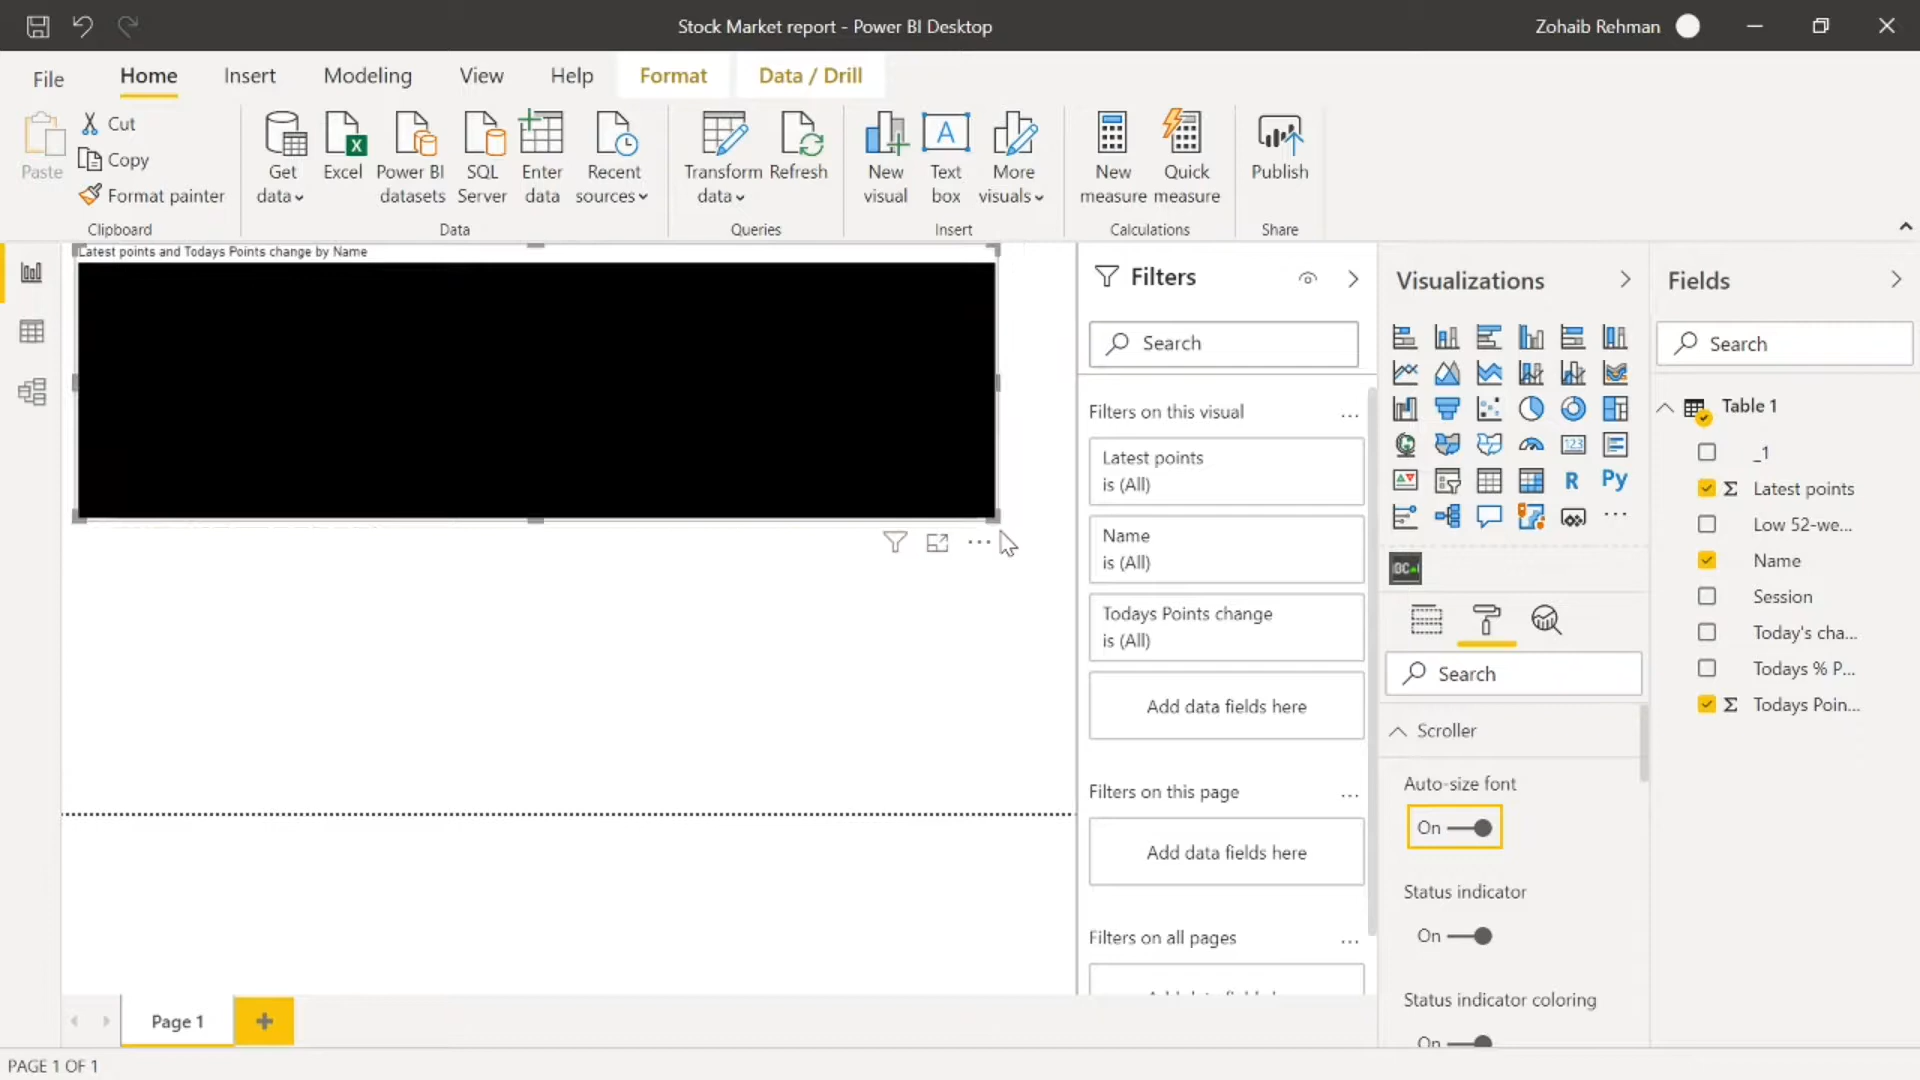 Stock Market report - Power BI Desktop
Zohaib Rehman
File
Home
Insert
Modeling
View
Help
Format
Data / Drill
Paste
Cut
Copy
Format painter
Clipboard
Get data
Excel
Power BI datasets
SQL Server
Enter data
Recent sources
Data
Transform data
Refresh
Queries
New visual
A
Text box
More visuals
Insert
New measure
Quick measure
Calculations
Publish
Share
Latest points and Todays Points change by Name
Filters
Search
Filters on this visual
...
Latest points
is (All)
Name
is (All)
Todays Points change
is (All)
Add data fields here
Filters on this page
...
Add data fields here
Filters on all pages
...
Visualizations
123
R
Py
...
Search
Scroller
Auto-size font
On
Status indicator
On
Status indicator coloring
On
Fields
Search
Table 1
_1
Latest points
Low 52-we...
Name
Session
Today's cha...
Todays % P...
Todays Poin...
Page 1
PAGE 1 OF 1